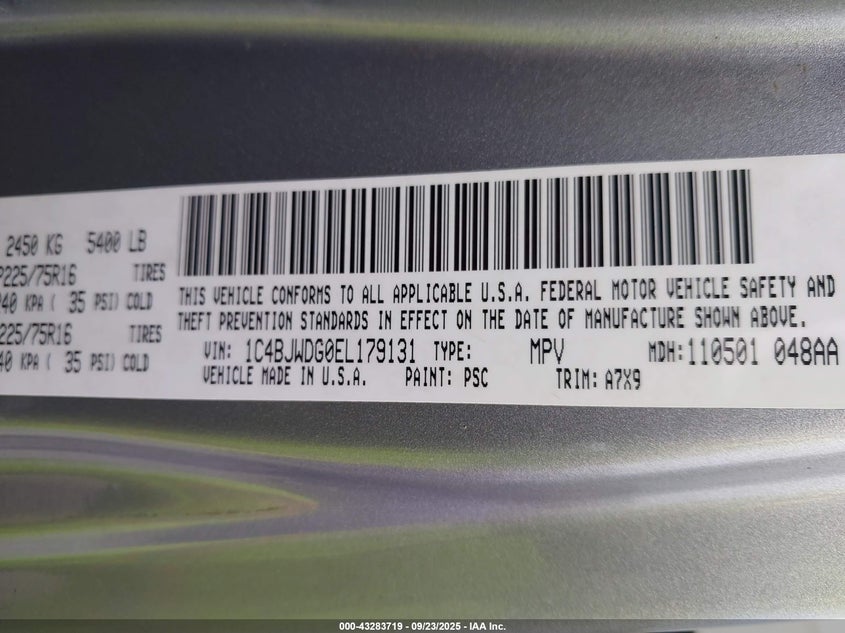 2450 KG 5400 LB
P225/75R16 TIRES
240 KPA ( 35 PSI) COLD
225/75R16 TIRES
40 KPA ( 35 PSI) COLD
THIS VEHICLE CONFORMS TO ALL APPLICABLE U.S.A. FEDERAL MOTOR VEHICLE SAFETY AND
THEFT PREVENTION STANDARDS IN EFFECT ON THE DATE OF MANUFACTURE SHOWN ABOVE.
VIN: 1C4BJWDG0EL179131 TYPE: MPV MDH:110501 048AA
VEHICLE MADE IN U.S.A. PAINT: PSC TRIM: A7X9
000-43283719 - 09/23/2025 - IAA Inc.